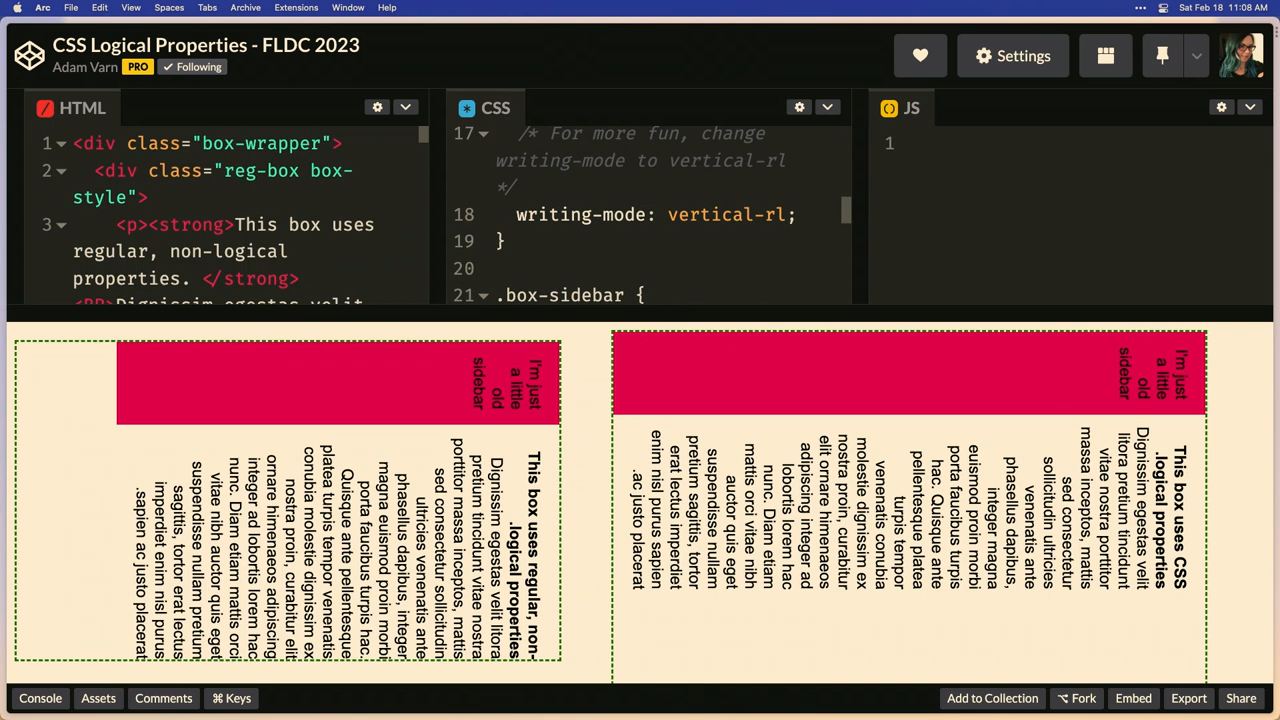 Arc File Edit View Spaces Tabs Archive Extensions Window Help
Sat Feb 18 11:08 AM
CSS Logical Properties - FLDC 2023
Adam Varn PRO ✓ Following
Settings
HTML
1 <div class="box-wrapper">
2 <div class="reg-box box-
style">
3 <p><strong>This box uses
regular, non-logical
properties. </strong>
<BR>Dignissim egestas velit
CSS
17 /* For more fun, change
writing-mode to vertical-rl
*/
18 writing-mode: vertical-rl;
19 }
20
21 .box-sidebar {
JS
1
I'm just
a little
old
sidebar
This box uses regular, non-
logical properties.
Dignissim egestas velit litora
pretium tincidunt vitae nostra
porttitor massa inceptos, mattis
sed consectetur sollicitudin
ultricies venenatis ante
phasellus dapibus, integer
magna euismod proin morbi
porta faucibus turpis hac.
Quisque ante pellentesque
platea turpis tempor venenatis
conubia molestie dignissim ex
nostra proin, curabitur elit
ornare himenaeos adipiscing
integer ad lobortis lorem hac
nunc. Diam etiam mattis orci
vitae nibh auctor quis eget
suspendisse nullam pretium
sagittis, tortor erat lectus
imperdiet enim nisl purus
sapien ac justo placerat.
I'm just
a little
old
sidebar
This box uses CSS
logical properties.
Dignissim egestas velit
litora pretium tincidunt
vitae nostra porttitor
massa inceptos, mattis
sed consectetur
sollicitudin ultricies
venenatis ante
phasellus dapibus,
integer magna
euismod proin morbi
porta faucibus turpis
hac. Quisque ante
pellentesque platea
turpis tempor
venenatis conubia
molestie dignissim ex
nostra proin, curabitur
elit ornare himenaeos
adipiscing integer ad
lobortis lorem hac
nunc. Diam etiam
mattis orci vitae nibh
auctor quis eget
suspendisse nullam
pretium sagittis, tortor
erat lectus imperdiet
enim nisl purus sapien
ac justo placerat.
Console Assets Comments ⌘ Keys
Add to Collection ⌥ Fork Embed Export Share